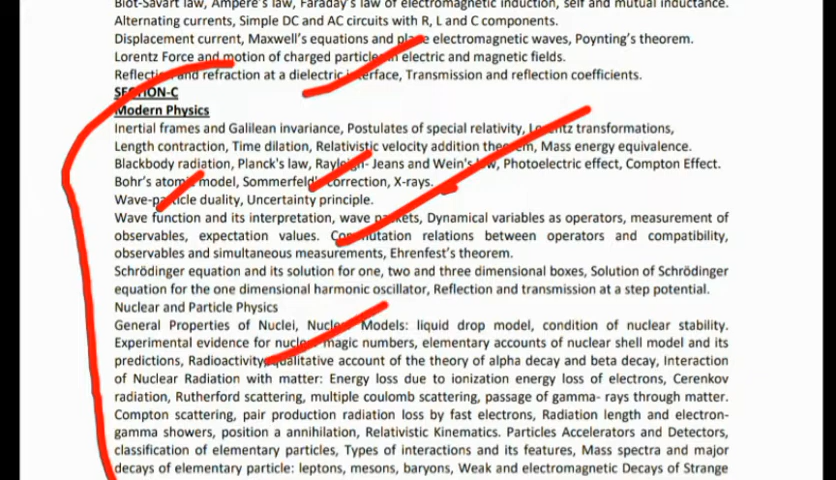 Biot-Savart law, Ampere's law, Faraday's law of electromagnetic induction, self and mutual inductance.
Alternating currents, Simple DC and AC circuits with R, L and C components.
Displacement current, Maxwell's equations and plane electromagnetic waves, Poynting's theorem.
Lorentz Force and motion of charged particles in electric and magnetic fields.
Reflection and refraction at a dielectric interface, Transmission and reflection coefficients.
SECTION-C
Modern Physics
Inertial frames and Galilean invariance, Postulates of special relativity, Lorentz transformations,
Length contraction, Time dilation, Relativistic velocity addition theorem, Mass energy equivalence.
Blackbody radiation, Planck's law, Rayleigh- Jeans and Wein's law, Photoelectric effect, Compton Effect.
Bohr's atomic model, Sommerfeld's correction, X-rays.
Wave-particle duality, Uncertainty principle.
Wave function and its interpretation, wave packets, Dynamical variables as operators, measurement of
observables, expectation values. Commutation relations between operators and compatibility,
observables and simultaneous measurements, Ehrenfest's theorem.
Schrödinger equation and its solution for one, two and three dimensional boxes, Solution of Schrödinger
equation for the one dimensional harmonic oscillator, Reflection and transmission at a step potential.
Nuclear and Particle Physics
General Properties of Nuclei, Nuclear Models: liquid drop model, condition of nuclear stability.
Experimental evidence for nuclear magic numbers, elementary accounts of nuclear shell model and its
predictions, Radioactivity qualitative account of the theory of alpha decay and beta decay, Interaction
of Nuclear Radiation with matter: Energy loss due to ionization energy loss of electrons, Cerenkov
radiation, Rutherford scattering, multiple coulomb scattering, passage of gamma- rays through matter.
Compton scattering, pair production radiation loss by fast electrons, Radiation length and electron-
gamma showers, position a annihilation, Relativistic Kinematics. Particles Accelerators and Detectors,
classification of elementary particles, Types of interactions and its features, Mass spectra and major
decays of elementary particle: leptons, mesons, baryons, Weak and electromagnetic Decays of Strange